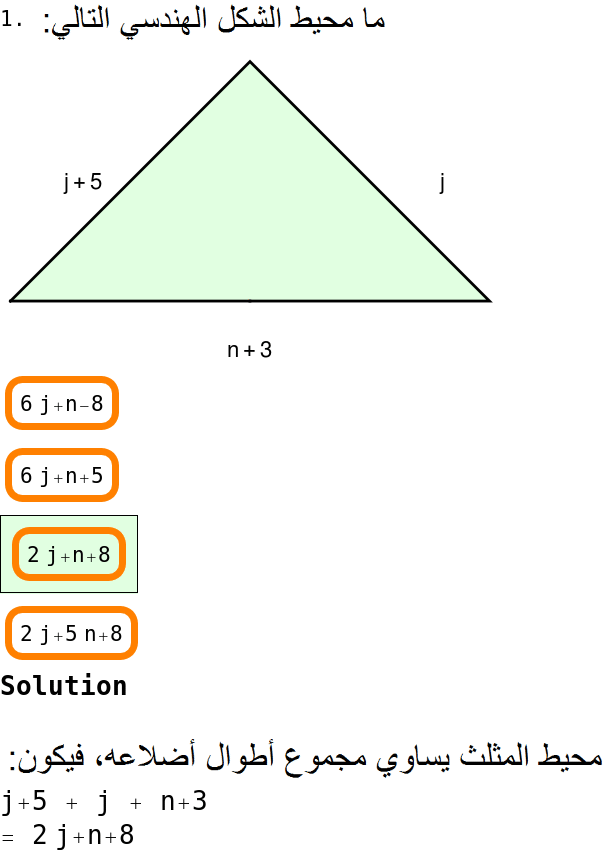 1. ما محيط الشكل الهندسي التالي:
j+5
j
n+3
6 j+n−8
6 j+n+5
2 j+n+8
2 j+5 n+8
Solution
محيط المثلث يساوي مجموع أطوال أضلاعه، فيكون:
j+5 + j + n+3
= 2 j+n+8